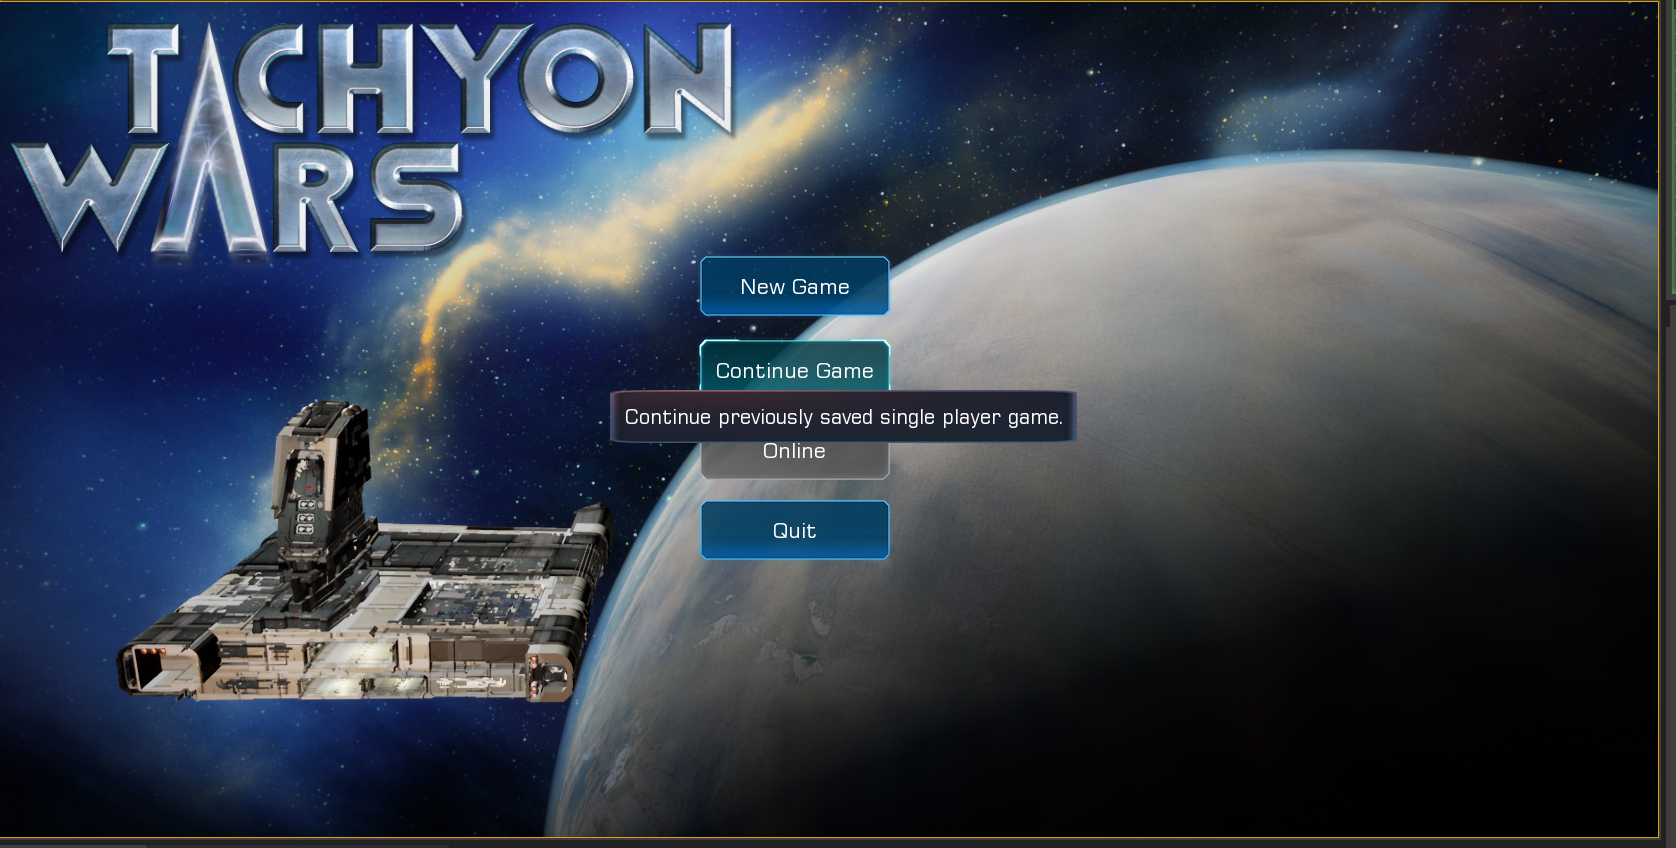 TACHYON
WARS
New Game
Continue Game
Continue previously saved single player game.
Online
Quit